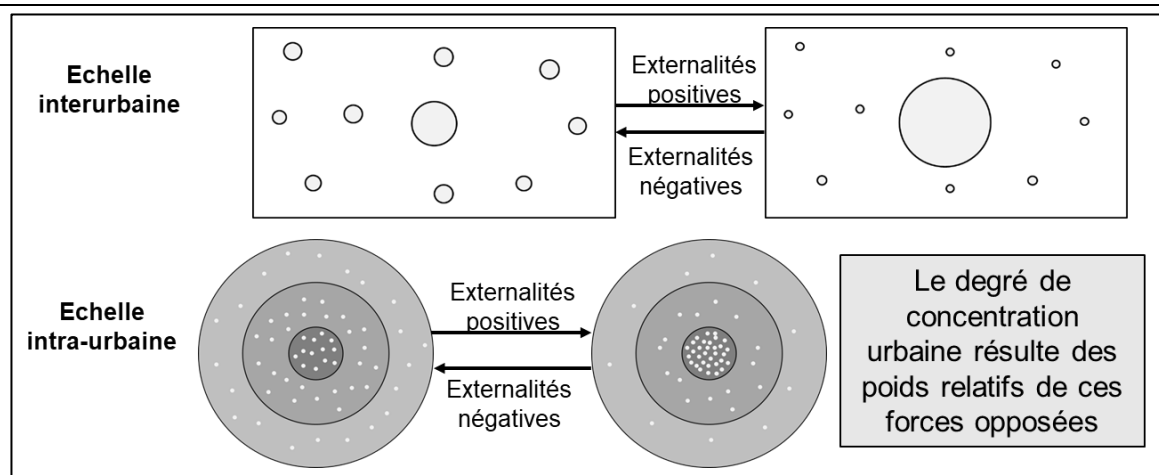 Echelle
interurbaine
Externalités
positives
Externalités
négatives
Echelle
intra-urbaine
Externalités
positives
Externalités
négatives
Le degré de
concentration
urbaine résulte des
poids relatifs de ces
forces opposées